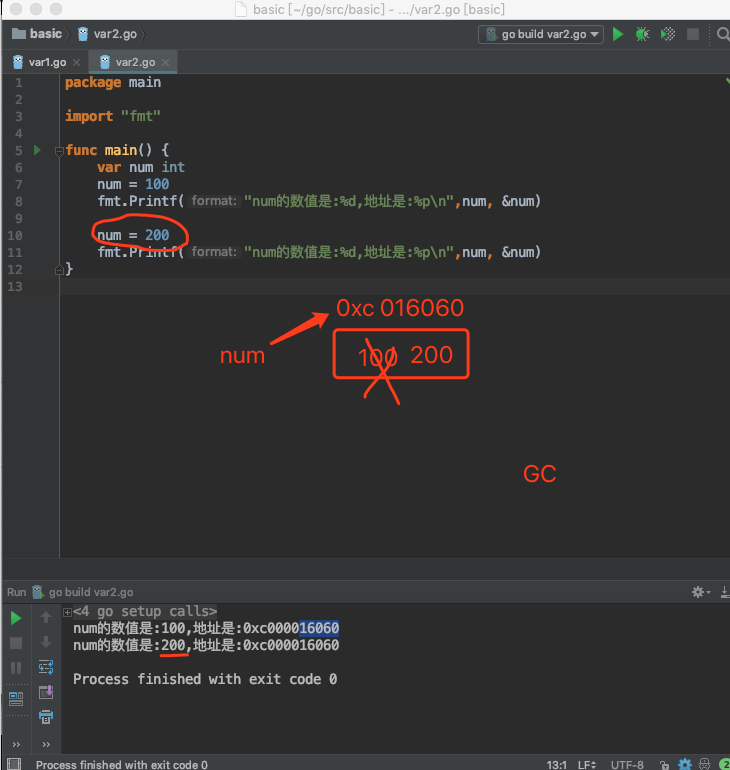 basic [~/go/src/basic] - .../var2.go [basic]
basic var2.go go build var2.go
var1.go var2.go
1 package main
2
3 import "fmt"
4
5 func main() {
6 var num int
7 num = 100
8 fmt.Printf( format: "num的数值是:%d,地址是:%p\n",num, &num)
9
10 num = 200
11 fmt.Printf( format: "num的数值是:%d,地址是:%p\n",num, &num)
12 }
13
0xc 016060
num
100 200
GC
Run go build var2.go
<4 go setup calls>
num的数值是:100,地址是:0xc000016060
num的数值是:200,地址是:0xc000016060
Process finished with exit code 0
Process finished with exit code 0 13:1 LF UTF-8 2